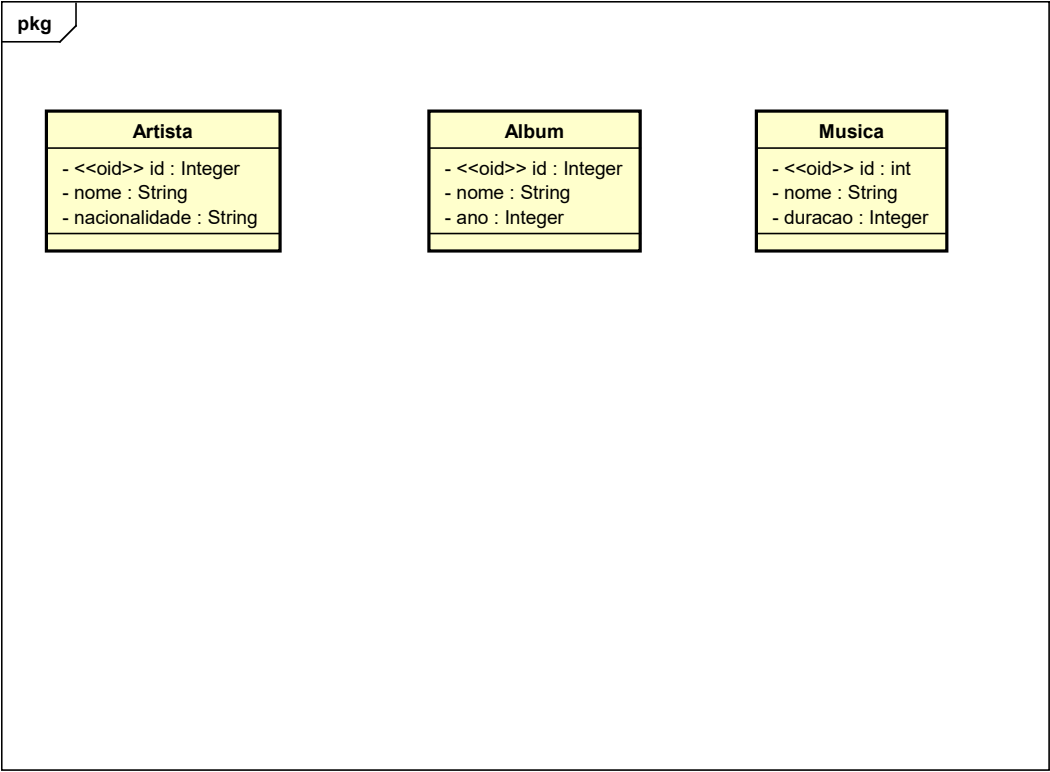 pkg
Artista
- <<oid>> id : Integer
- nome : String
- nacionalidade : String
Album
- <<oid>> id : Integer
- nome : String
- ano : Integer
Musica
- <<oid>> id : int
- nome : String
- duracao : Integer